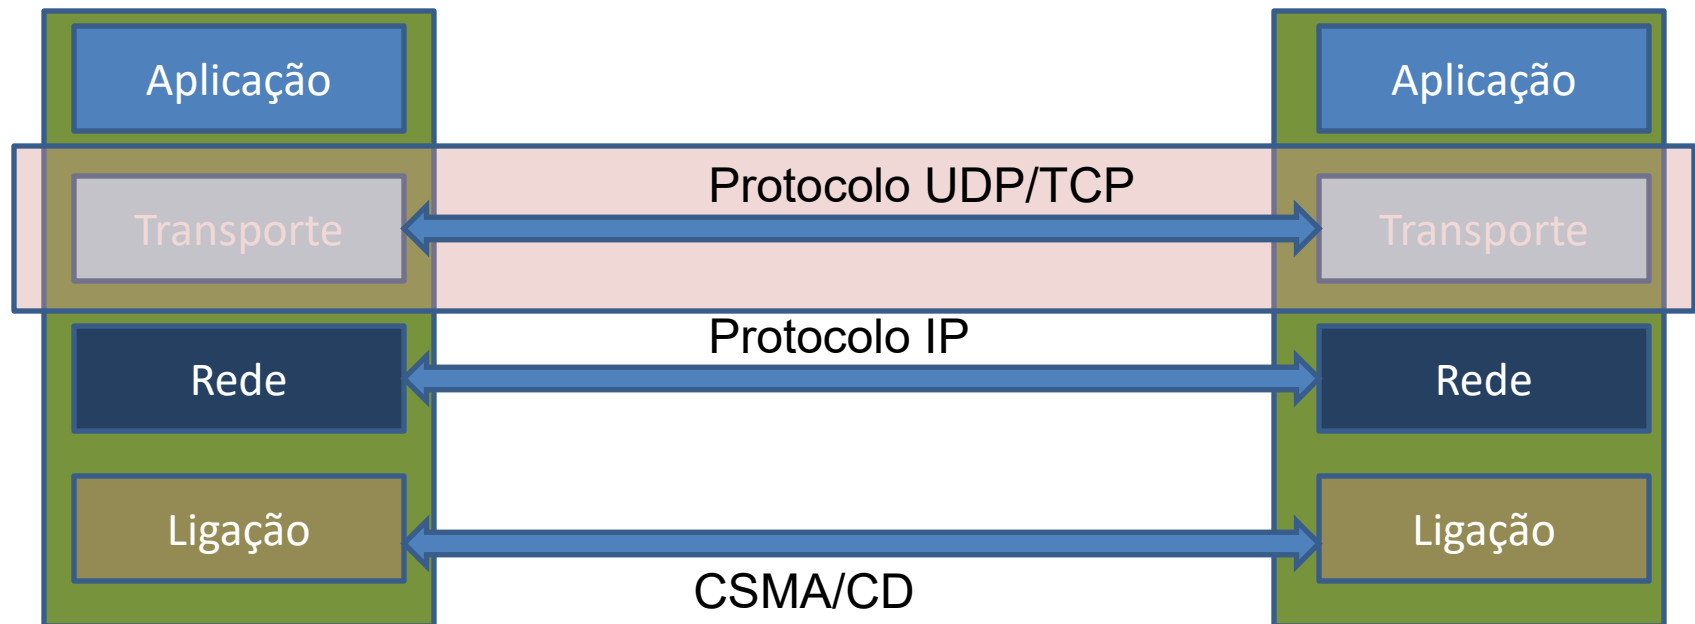 Aplicação
Aplicação
Protocolo UDP/TCP
Transporte
Transporte
Protocolo IP
Rede
Rede
Ligação
Ligação
CSMA/CD